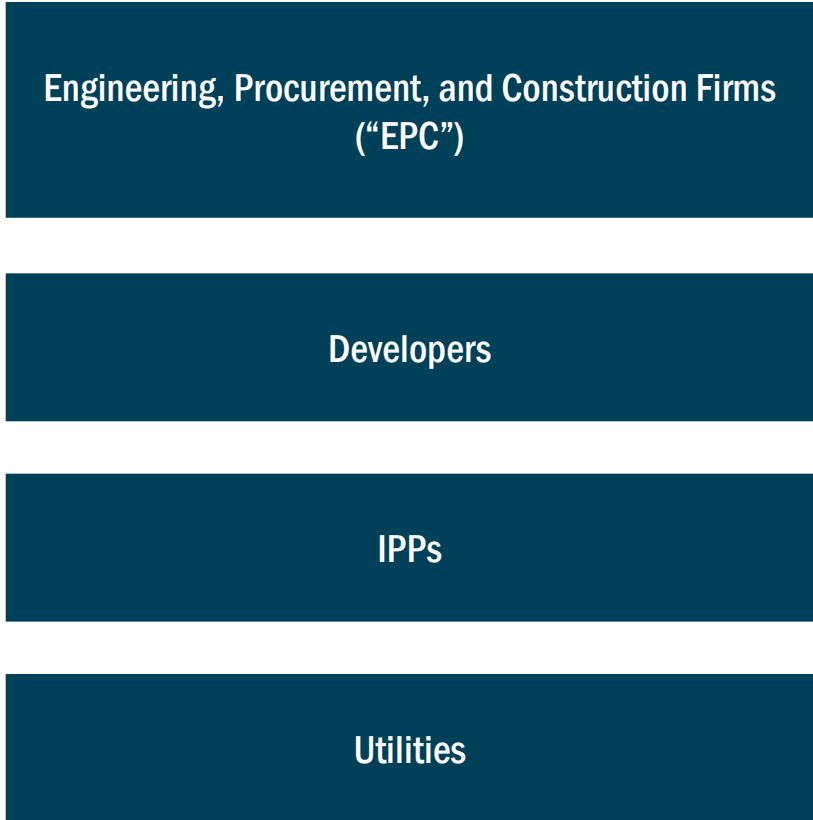 Engineering, Procurement, and Construction Firms
(“EPC”)
Developers
IPPs
Utilities